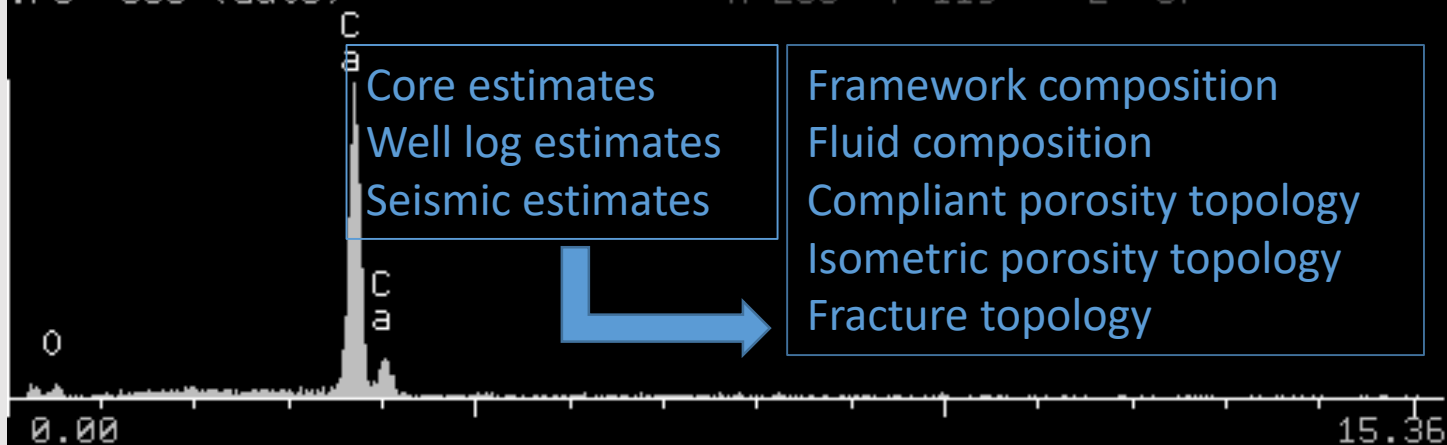 Ca
Core estimates
Well log estimates
Seismic estimates
Framework composition
Fluid composition
Compliant porosity topology
Isometric porosity topology
Fracture topology
Ca
O
0.00
15.36